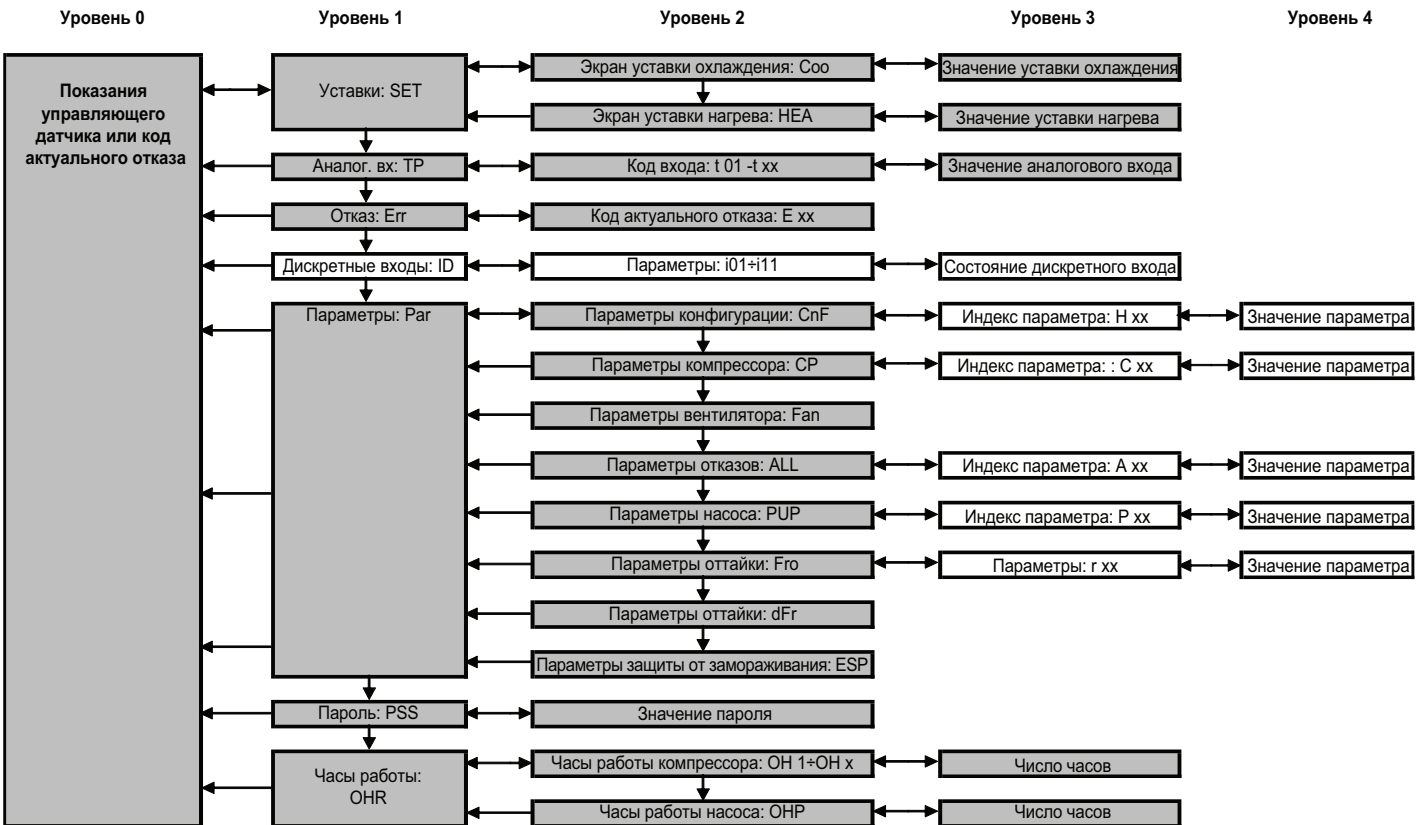 Уровень 0 Уровень 1 Уровень 2 Уровень 3 Уровень 4
Показания
управляющего
датчика или код
актуального отказа
Уставки: SET
Экран уставки охлаждения: Coo
Значение уставки охлаждения
Экран уставки нагрева: HEA
Значение уставки нагрева
Аналог. вх: TP
Код входа: t 01 -t xx
Значение аналогового входа
Отказ: Err
Код актуального отказа: E xx
Дискретные входы: ID
Параметры: i01÷i11
Состояние дискретного входа
Параметры: Par
Параметры конфигурации: CnF
Индекс параметра: H xx
Значение параметра
Параметры компрессора: CP
Индекс параметра: : C xx
Значение параметра
Параметры вентилятора: Fan
Параметры отказов: ALL
Индекс параметра: A xx
Значение параметра
Параметры насоса: PUP
Индекс параметра: P xx
Значение параметра
Параметры оттайки: Fro
Параметры: r xx
Значение параметра
Параметры оттайки: dFr
Параметры защиты от замораживания: ESP
Пароль: PSS
Значение пароля
Часы работы:
OHR
Часы работы компрессора: OH 1÷OH x
Число часов
Часы работы насоса: OHP
Число часов